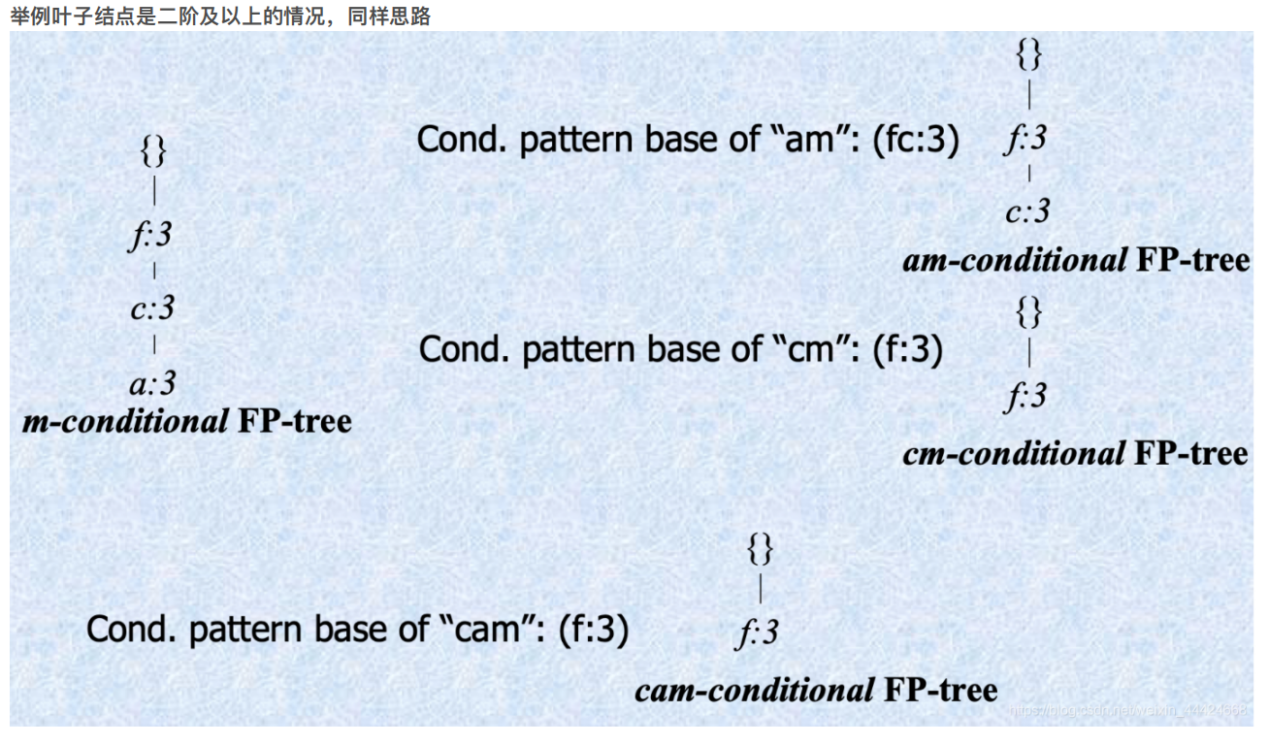 举例叶子结点是二阶及以上的情况，同样思路
{}
f:3
c:3
a:3
m-conditional FP-tree
Cond. pattern base of “am”: (fc:3)
{}
f:3
c:3
am-conditional FP-tree
Cond. pattern base of “cm”: (f:3)
{}
f:3
cm-conditional FP-tree
Cond. pattern base of “cam”: (f:3)
{}
f:3
cam-conditional FP-tree